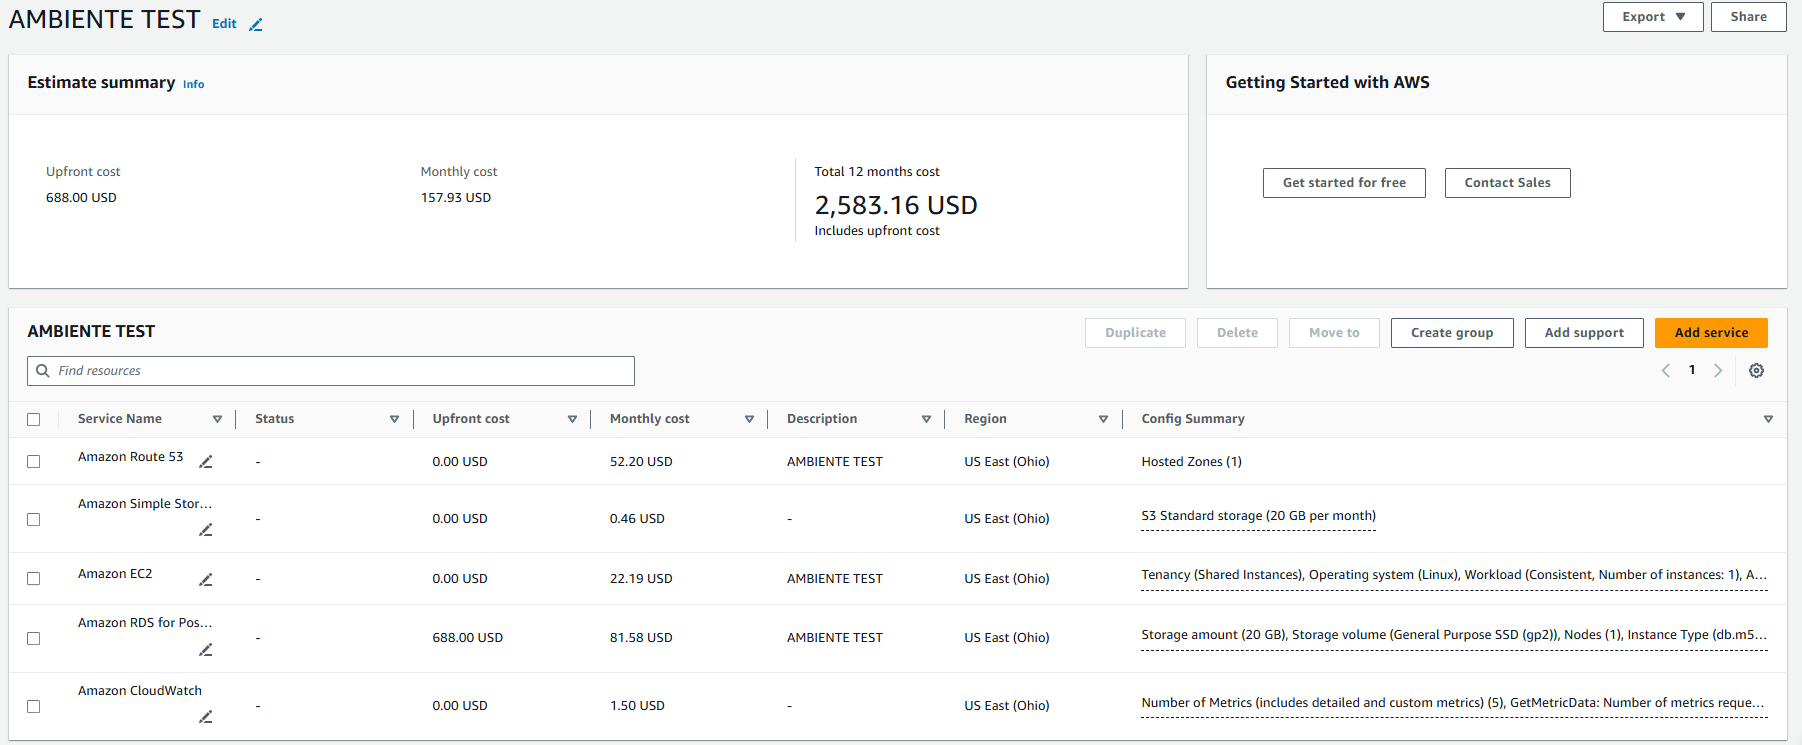 AMBIENTE TEST Edit
Export Share
Estimate summary Info
Getting Started with AWS
Upfront cost Monthly cost Total 12 months cost
688.00 USD 157.93 USD 2,583.16 USD
Includes upfront cost
Get started for free Contact Sales
AMBIENTE TEST
Duplicate Delete Move to Create group Add support Add service
Find resources
1
Service Name Status Upfront cost Monthly cost Description Region Config Summary
Amazon Route 53 - 0.00 USD 52.20 USD AMBIENTE TEST US East (Ohio) Hosted Zones (1)
Amazon Simple Stor... - 0.00 USD 0.46 USD - US East (Ohio) S3 Standard storage (20 GB per month)
Amazon EC2 - 0.00 USD 22.19 USD AMBIENTE TEST US East (Ohio) Tenancy (Shared Instances), Operating system (Linux), Workload (Consistent, Number of instances: 1), A...
Amazon RDS for Pos... - 688.00 USD 81.58 USD AMBIENTE TEST US East (Ohio) Storage amount (20 GB), Storage volume (General Purpose SSD (gp2)), Nodes (1), Instance Type (db.m5...
Amazon CloudWatch - 0.00 USD 1.50 USD - US East (Ohio) Number of Metrics (includes detailed and custom metrics) (5), GetMetricData: Number of metrics reque...